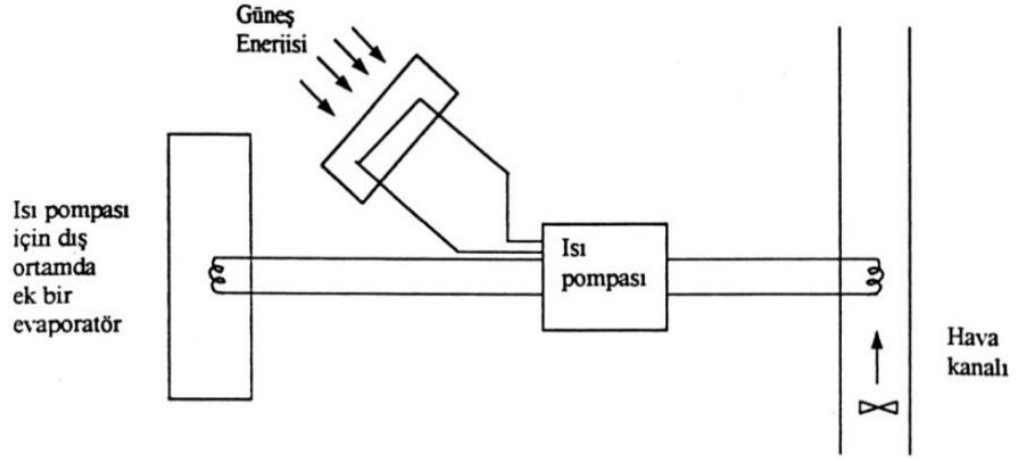 Güneş
Enerjisi
Isı pompası
için dış
ortamda
ek bir
evaporatör
Isı
pompası
Hava
kanalı